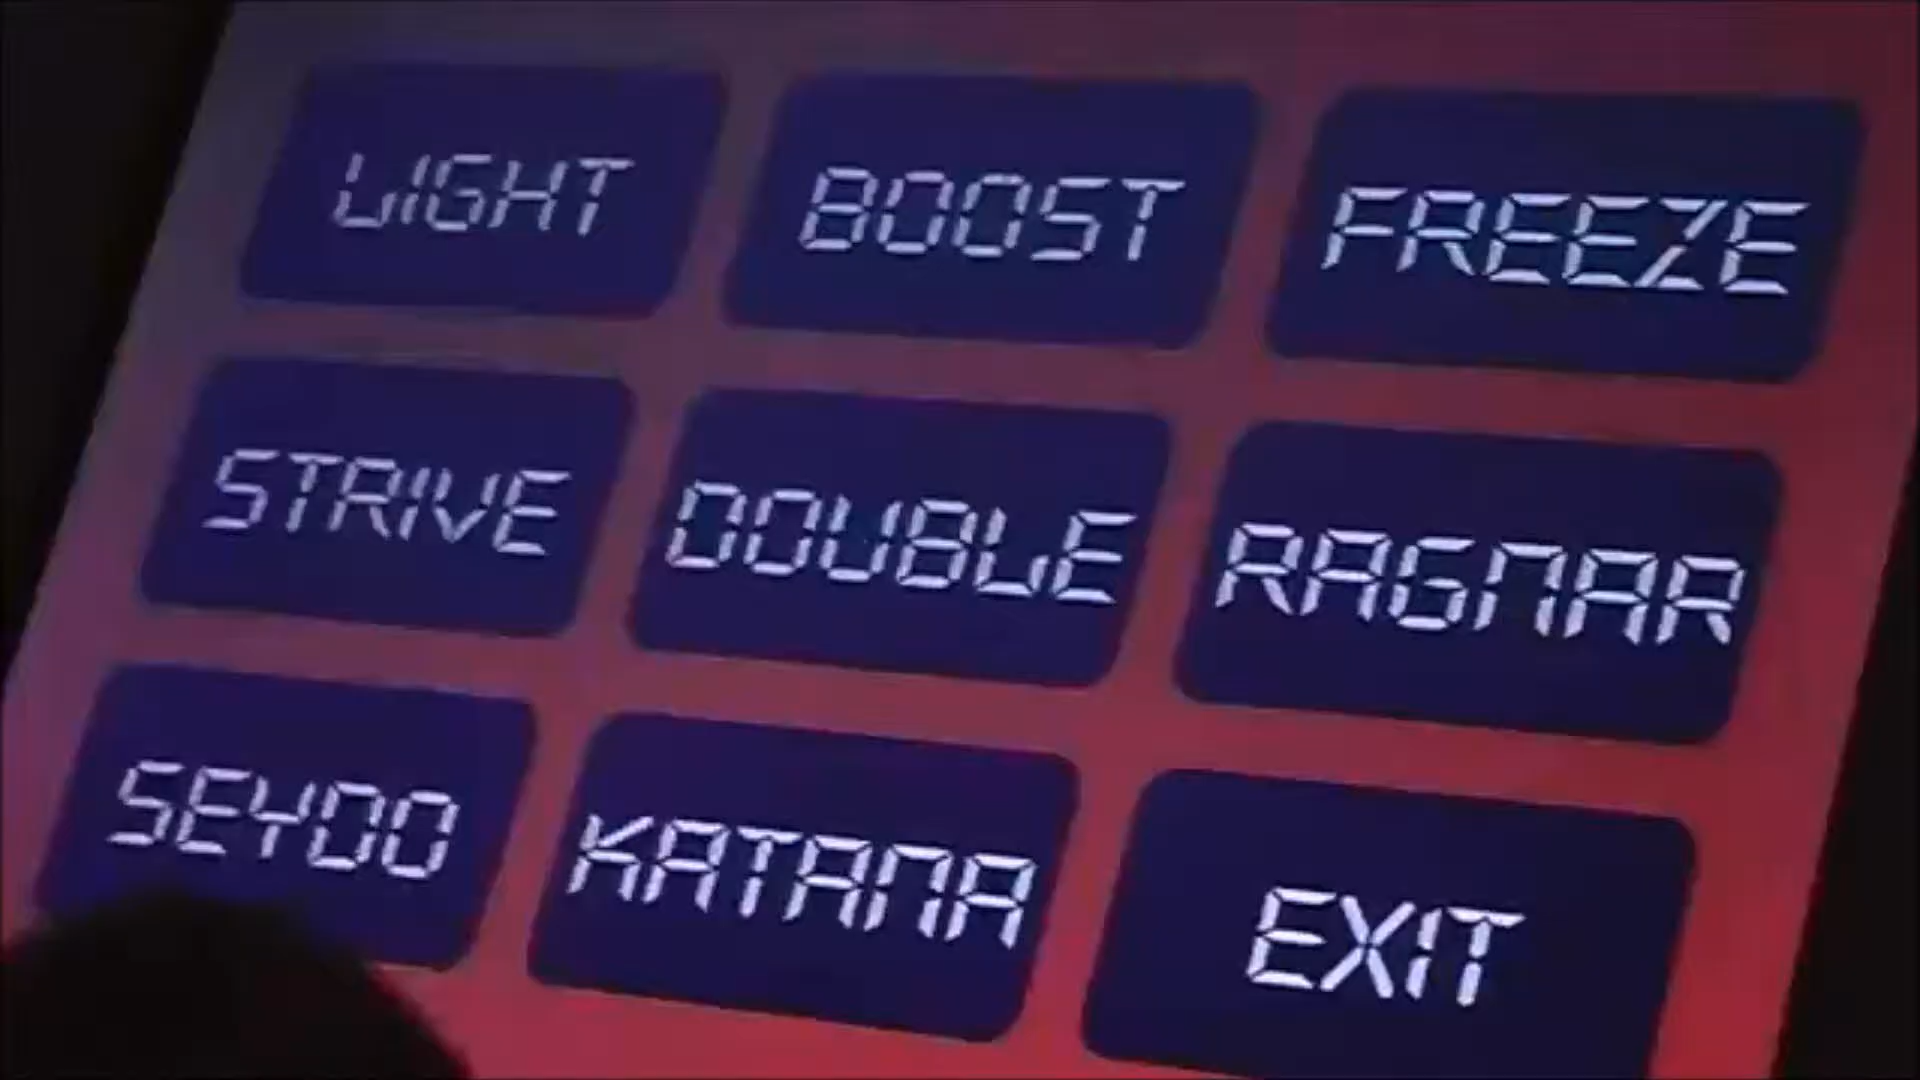 LIGHT
BOOST
FREEZE
STRIVE
DOUBLE
RAGNAR
SEYDO
KATANA
EXIT